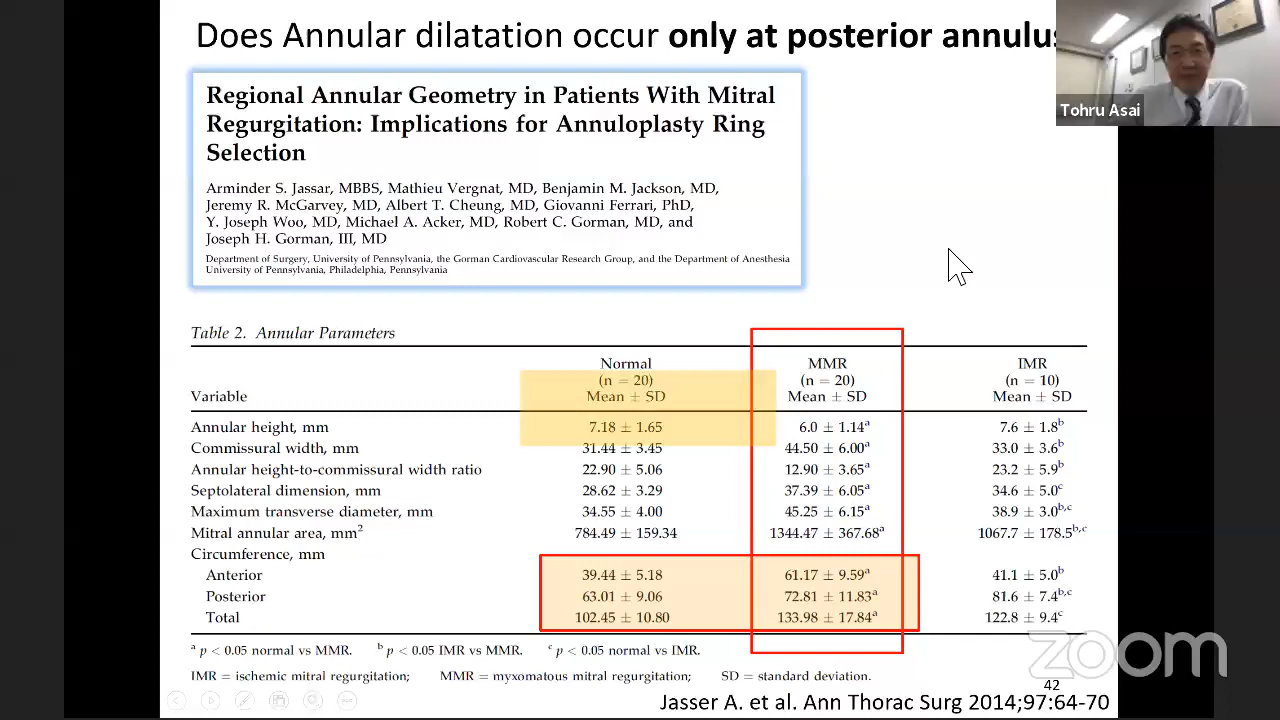 Does Annular dilatation occur only at posterior annulus
Tohru Asai
Regional Annular Geometry in Patients With Mitral
Regurgitation: Implications for Annuloplasty Ring
Selection
Arminder S. Jassar, MBBS, Mathieu Vergnat, MD, Benjamin M. Jackson, MD,
Jeremy R. McGarvey, MD, Albert T. Cheung, MD, Giovanni Ferrari, PhD,
Y. Joseph Woo, MD, Michael A. Acker, MD, Robert C. Gorman, MD, and
Joseph H. Gorman, III, MD
Department of Surgery, University of Pennsylvania, the Gorman Cardiovascular Research Group, and the Department of Anesthesia
University of Pennsylvania, Philadelphia, Pennsylvania
Table 2. Annular Parameters
Normal MMR IMR
(n = 20) (n = 20) (n = 10)
Variable Mean ± SD Mean ± SD Mean ± SD
Annular height, mm 7.18 ± 1.65 6.0 ± 1.14a 7.6 ± 1.8b
Commissural width, mm 31.44 ± 3.45 44.50 ± 6.00a 33.0 ± 3.6b
Annular height-to-commissural width ratio 22.90 ± 5.06 12.90 ± 3.65a 23.2 ± 5.9b
Septolateral dimension, mm 28.62 ± 3.29 37.39 ± 6.05a 34.6 ± 5.0c
Maximum transverse diameter, mm 34.55 ± 4.00 45.25 ± 6.15a 38.9 ± 3.0b,c
Mitral annular area, mm2 784.49 ± 159.34 1344.47 ± 367.68a 1067.7 ± 178.5b,c
Circumference, mm
Anterior 39.44 ± 5.18 61.17 ± 9.59a 41.1 ± 5.0b
Posterior 63.01 ± 9.06 72.81 ± 11.83a 81.6 ± 7.4b,c
Total 102.45 ± 10.80 133.98 ± 17.84a 122.8 ± 9.4c
a p < 0.05 normal vs MMR. b p < 0.05 IMR vs MMR. c p < 0.05 normal vs IMR.
IMR = ischemic mitral regurgitation; MMR = myxomatous mitral regurgitation; SD = standard deviation.
zoom
42
Jasser A. et al. Ann Thorac Surg 2014;97:64-70